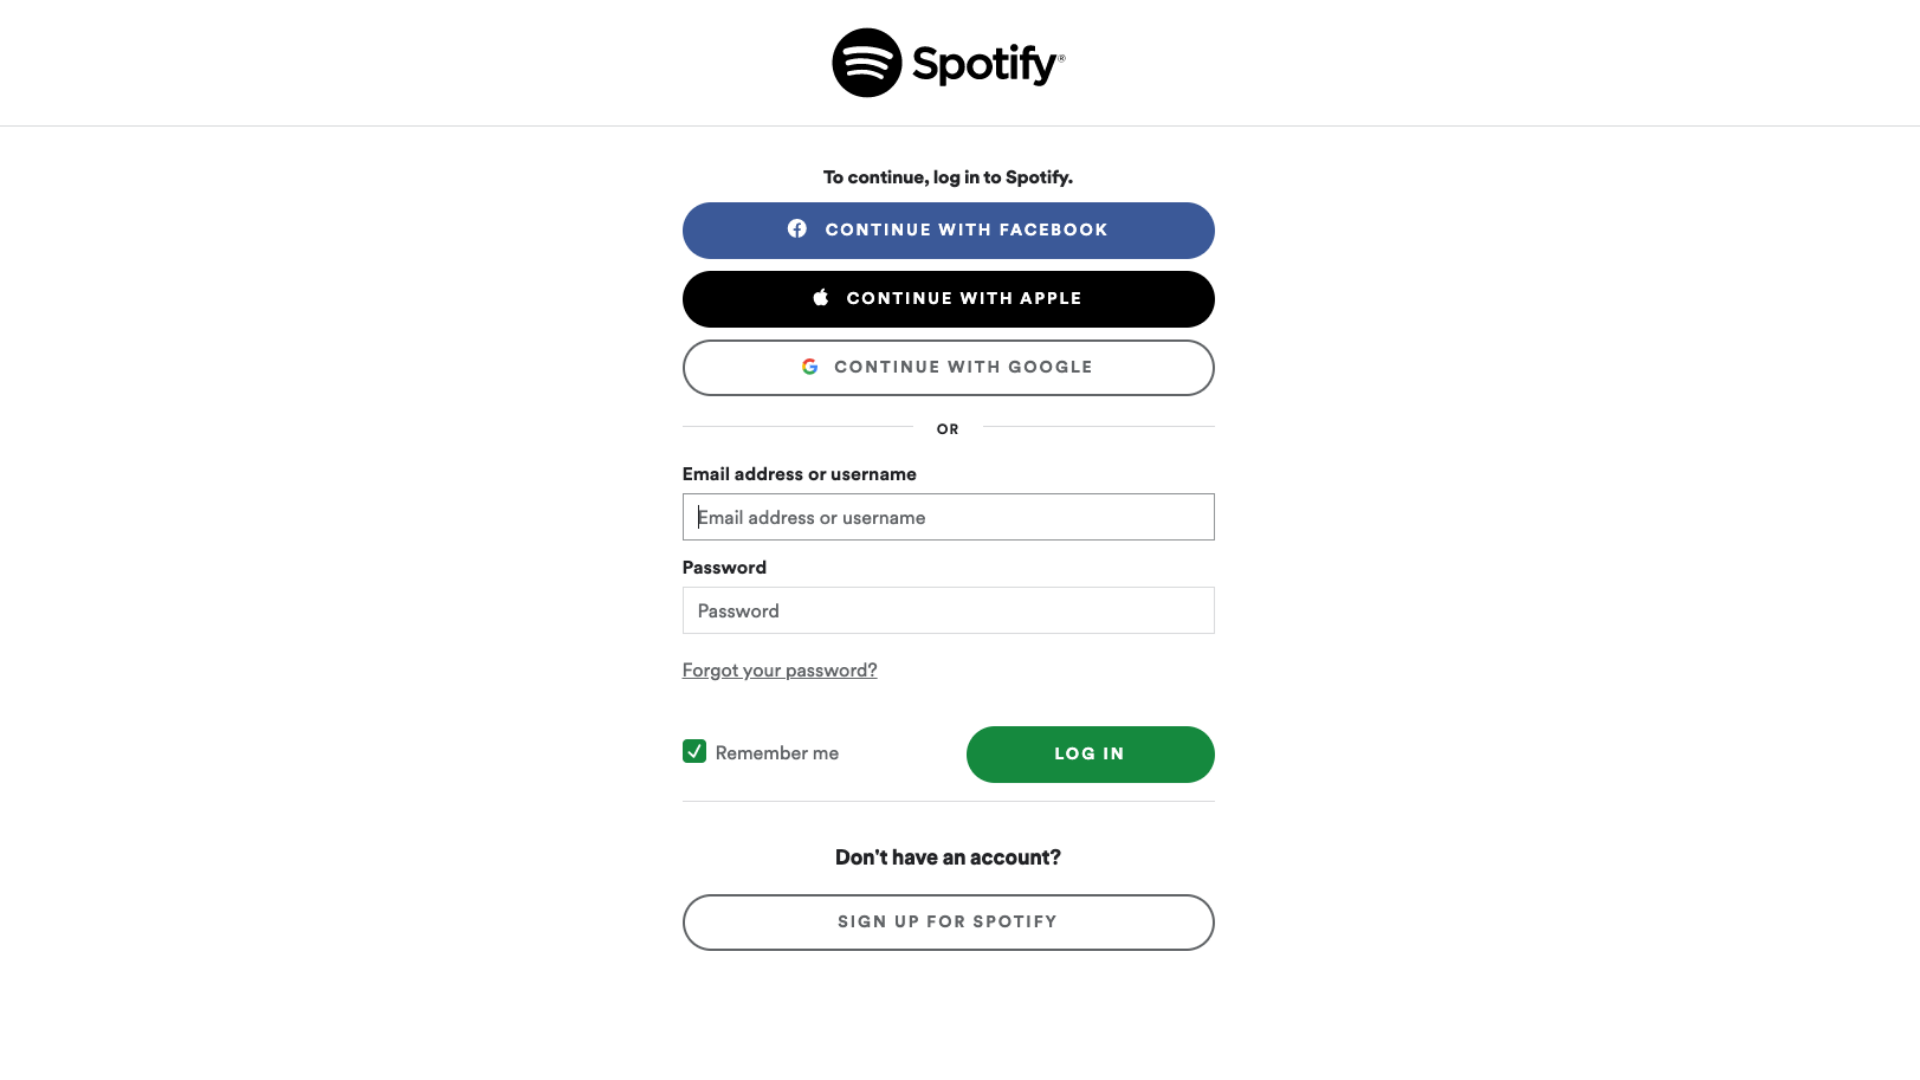 Spotify®
To continue, log in to Spotify.
CONTINUE WITH FACEBOOK
CONTINUE WITH APPLE
CONTINUE WITH GOOGLE
OR
Email address or username
Email address or username
Password
Password
Forgot your password?
Remember me
LOG IN
Don't have an account?
SIGN UP FOR SPOTIFY